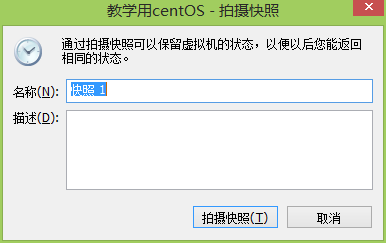 教学用centOS - 拍摄快照
通过拍摄快照可以保留虚拟机的状态，以便以后您能返回
相同的状态。
名称(N): 快照 1
描述(D):
拍摄快照(T) 取消